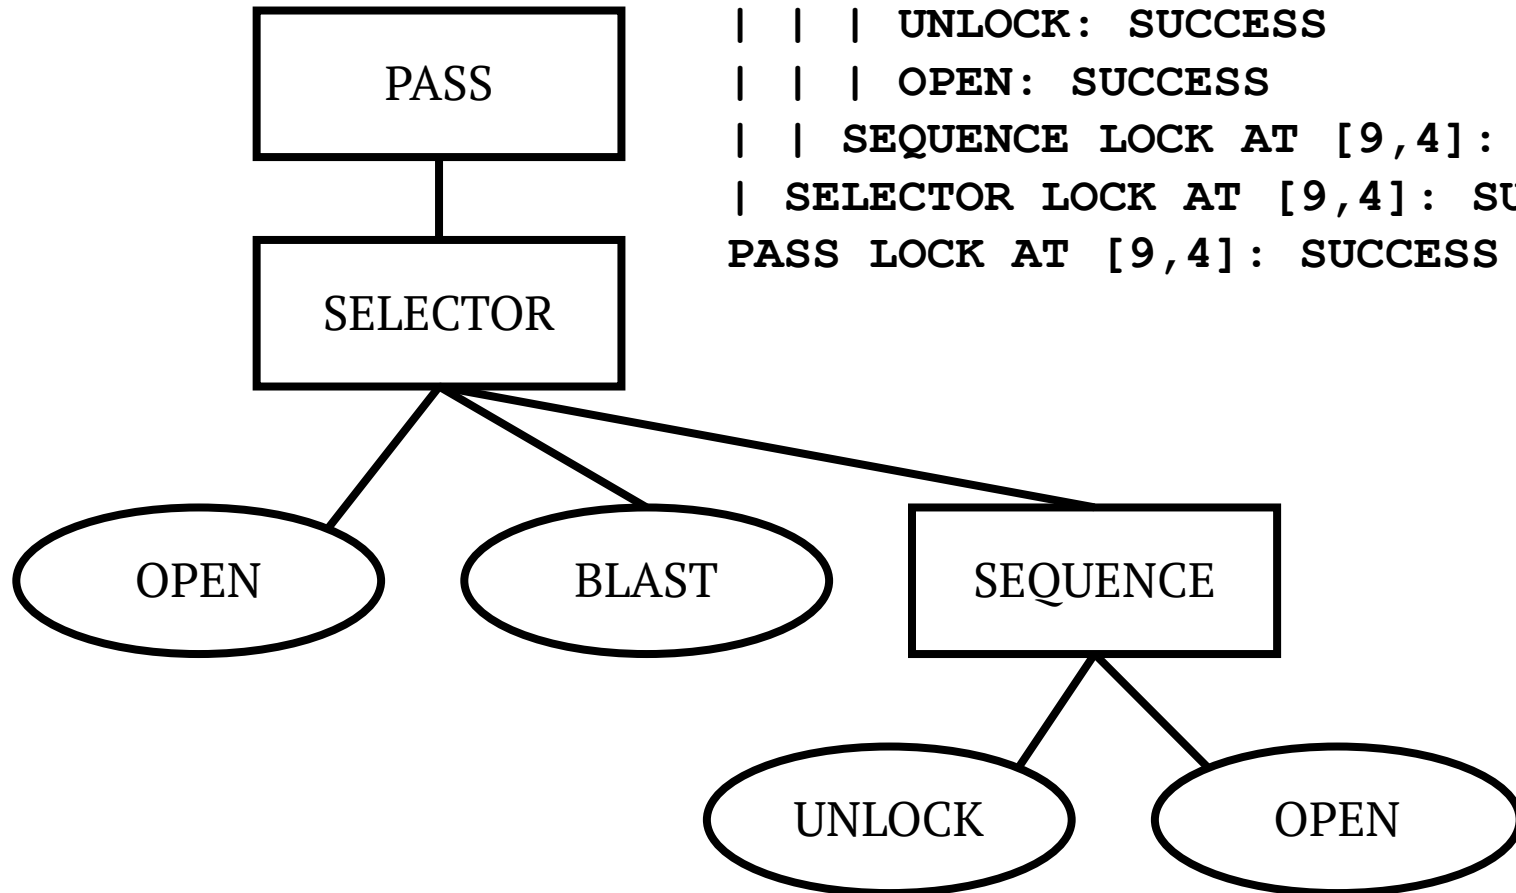 | | | UNLOCK: SUCCESS
| | | OPEN: SUCCESS
| | SEQUENCE LOCK AT [9,4]:
| SELECTOR LOCK AT [9,4]:
PASS LOCK AT [9,4]: SUCCESS
PASS
SELECTOR
OPEN
BLAST
SEQUENCE
UNLOCK
OPEN